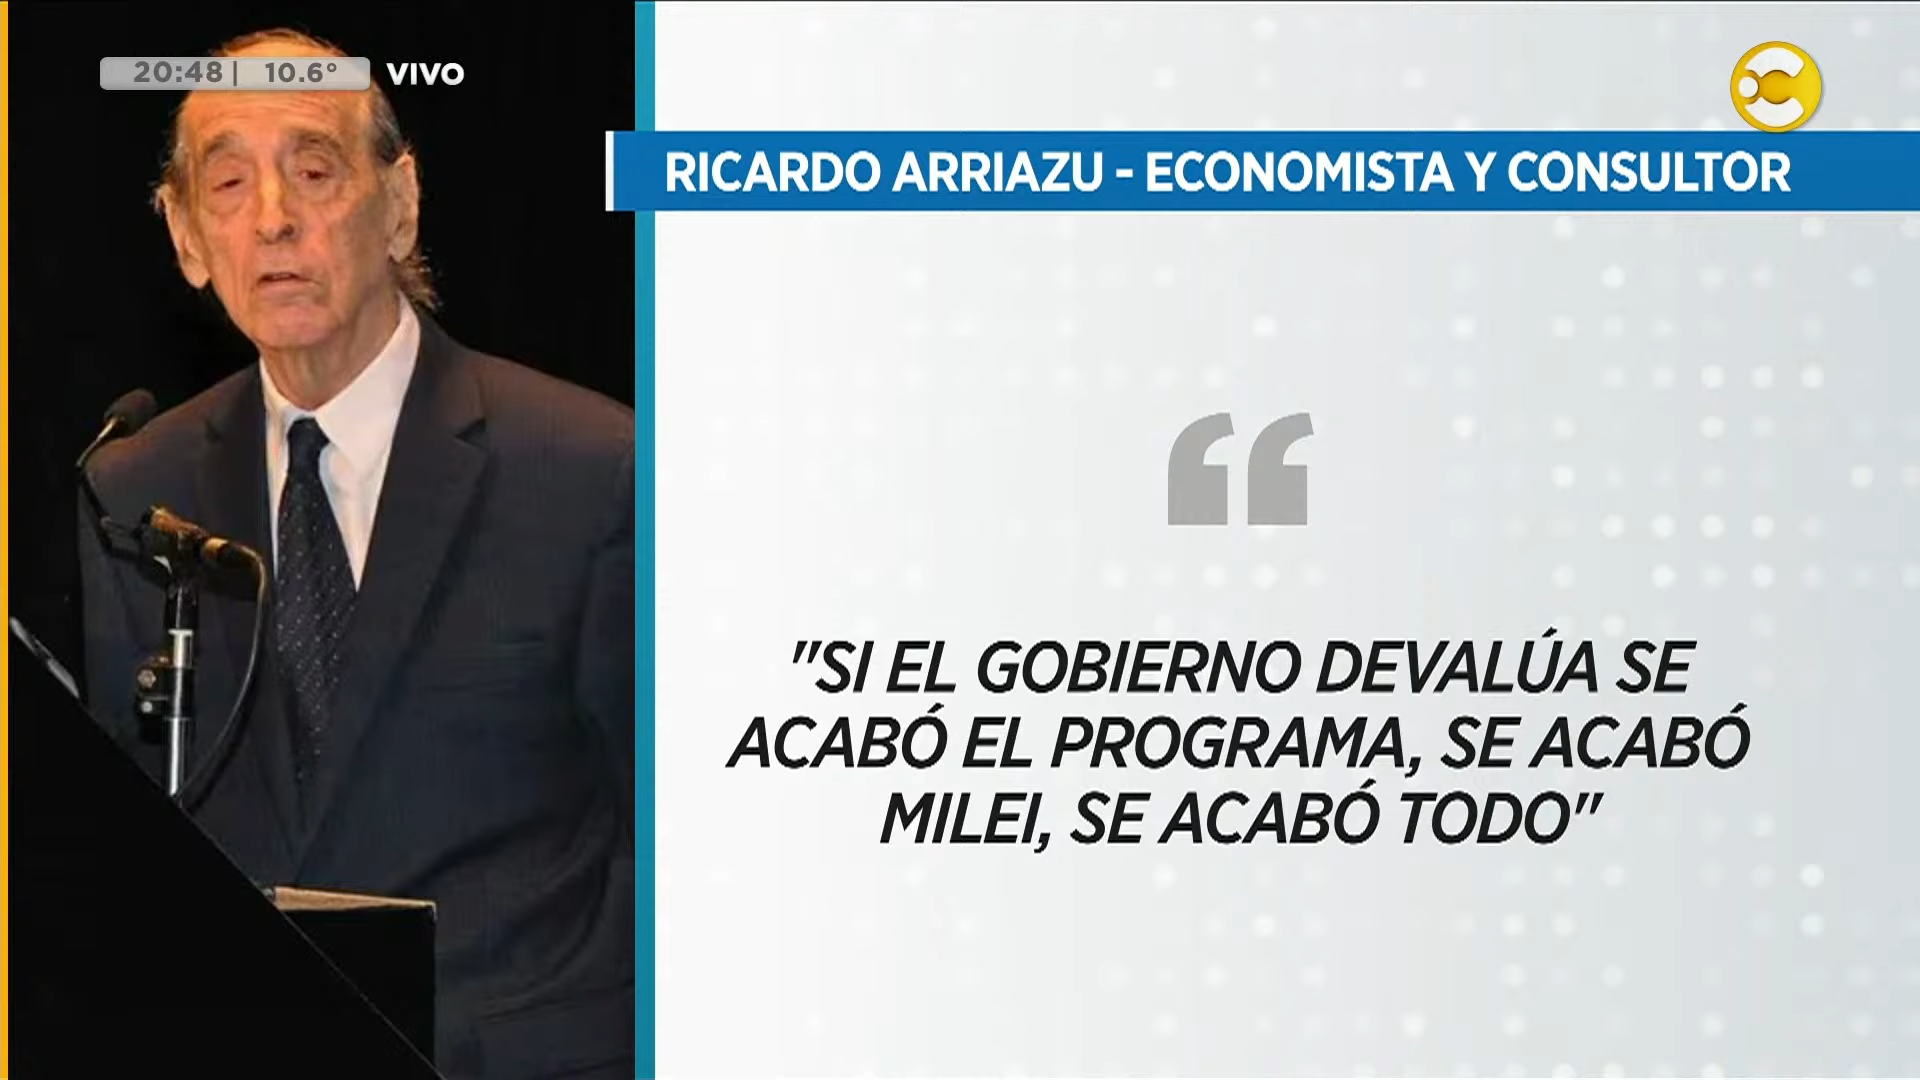 20:48 | 10.6° VIVO
RICARDO ARRIAZU - ECONOMISTA Y CONSULTOR
“
"SI EL GOBIERNO DEVALÚA SE
ACABÓ EL PROGRAMA, SE ACABÓ
MILEI, SE ACABÓ TODO"